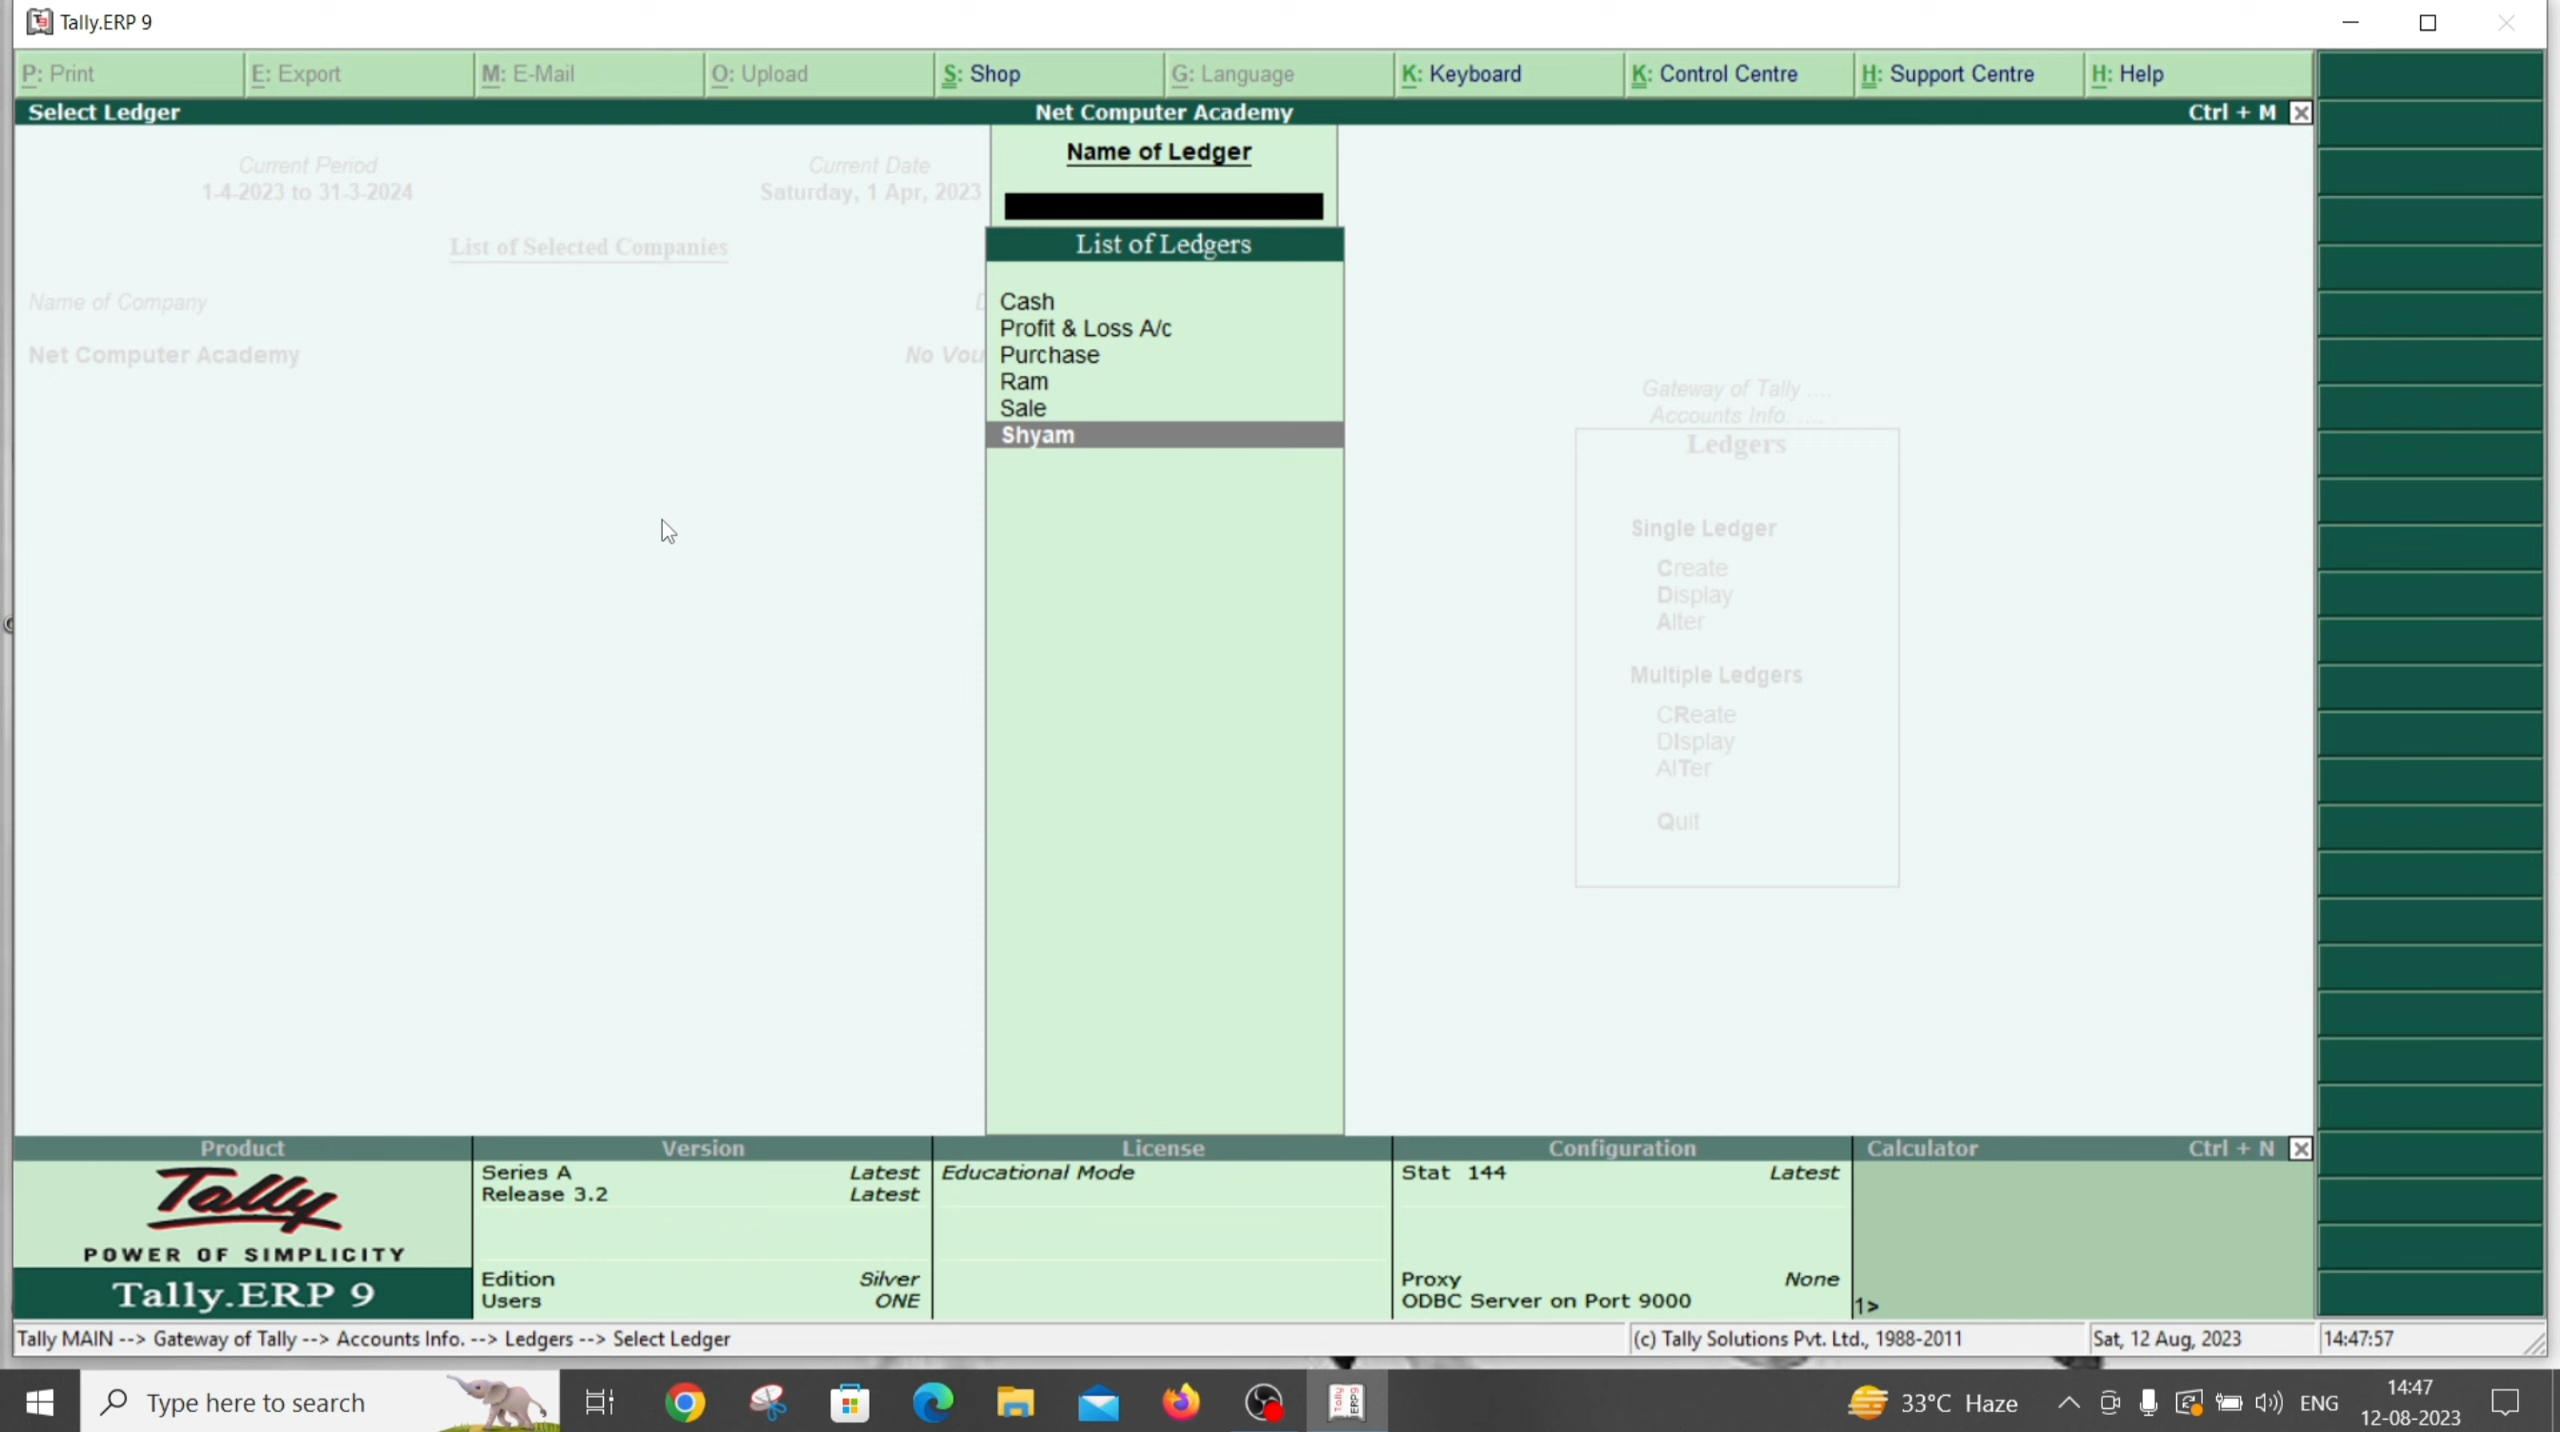 Tally.ERP 9
P: Print E: Export M: E-Mail O: Upload S: Shop G: Language K: Keyboard K: Control Centre H: Support Centre H: Help
Select Ledger Net Computer Academy Ctrl + M
Current Period Current Date
1-4-2023 to 31-3-2024 Saturday, 1 Apr, 2023
List of Selected Companies
Name of Company
Net Computer Academy No Vou
Name of Ledger
List of Ledgers
Cash
Profit & Loss A/c
Purchase
Ram
Sale
Shyam
Gateway of Tally ....
Accounts Info. ....
Ledgers
Single Ledger
Create
Display
Alter
Multiple Ledgers
CReate
DIsplay
AlTer
Quit
Product Version License Configuration Calculator Ctrl + N
Tally
POWER OF SIMPLICITY
Tally.ERP 9
Series A Latest
Release 3.2 Latest
Edition Silver
Users ONE
Educational Mode
Stat 144 Latest
Proxy None
ODBC Server on Port 9000
1>
Tally MAIN --> Gateway of Tally --> Accounts Info. --> Ledgers --> Select Ledger (c) Tally Solutions Pvt. Ltd., 1988-2011 Sat, 12 Aug, 2023 14:47:57
Type here to search 33°C Haze ENG 14:47
12-08-2023